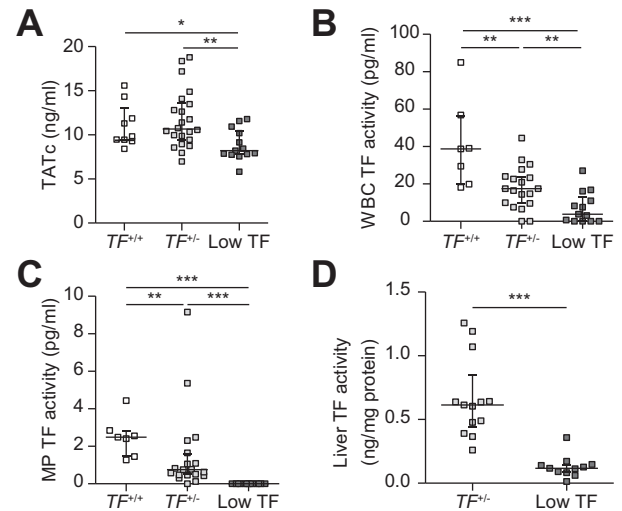 A
TATc (ng/ml)
20
15
10
5
0
*
**
TF+/+ TF+/- Low TF
B
WBC TF activity (pg/ml)
100
80
60
40
20
0
***
** **
TF+/+ TF+/- Low TF
C
MP TF activity (pg/ml)
10
8
6
4
2
0
***
** ***
TF+/+ TF+/- Low TF
D
Liver TF activity
(ng/mg protein)
1.5
1.0
0.5
0.0
***
TF+/- Low TF